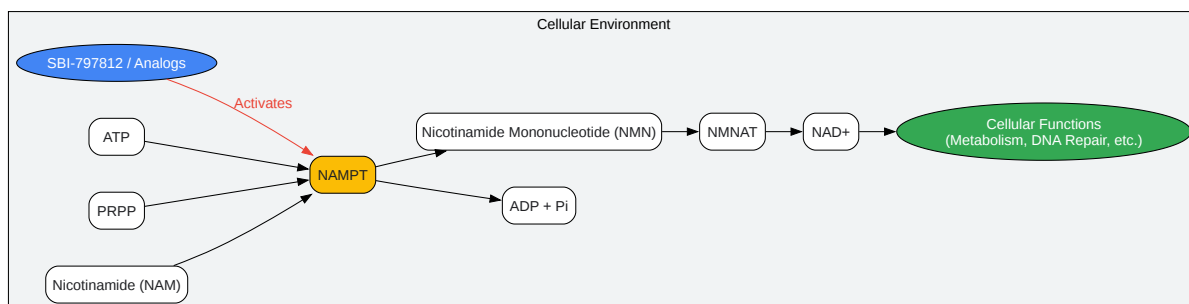 Cellular Environment
SBI-797812 / Analogs
Activates
ATP
PRPP
Nicotinamide (NAM)
NAMPT
Nicotinamide Mononucleotide (NMN)
ADP + Pi
NMNAT
NAD+
Cellular Functions
(Metabolism, DNA Repair, etc.)